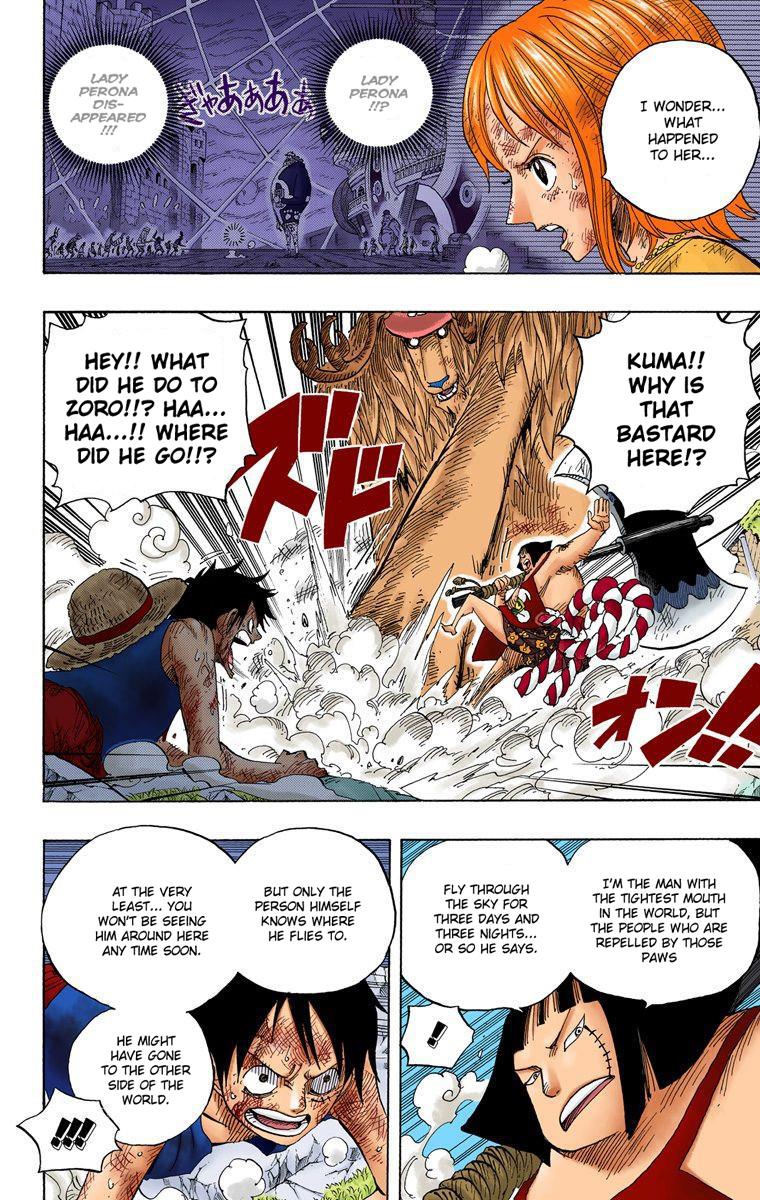 I WONDER...
WHAT
HAPPENED
TO HER...
LADY
PERONA
!!?
ぎゃあぁぁあぁ
LADY
PERONA
DIS-
APPEARED
!!!
KUMA!!
WHY IS
THAT
BASTARD
HERE!?
HEY!! WHAT
DID HE DO TO
ZORO!!? HAA...
HAA...!! WHERE
DID HE GO!!?
ズド
オン!!
I'M THE MAN WITH
THE TIGHTEST MOUTH
IN THE WORLD, BUT
THE PEOPLE WHO ARE
REPELLED BY THOSE
PAWS
FLY THROUGH
THE SKY FOR
THREE DAYS AND
THREE NIGHTS...
OR SO HE SAYS.
!
BUT ONLY THE
PERSON HIMSELF
KNOWS WHERE
HE FLIES TO.
AT THE VERY
LEAST... YOU
WON'T BE SEEING
HIM AROUND HERE
ANY TIME SOON.
HE MIGHT
HAVE GONE
TO THE OTHER
SIDE OF THE
WORLD.
!!!